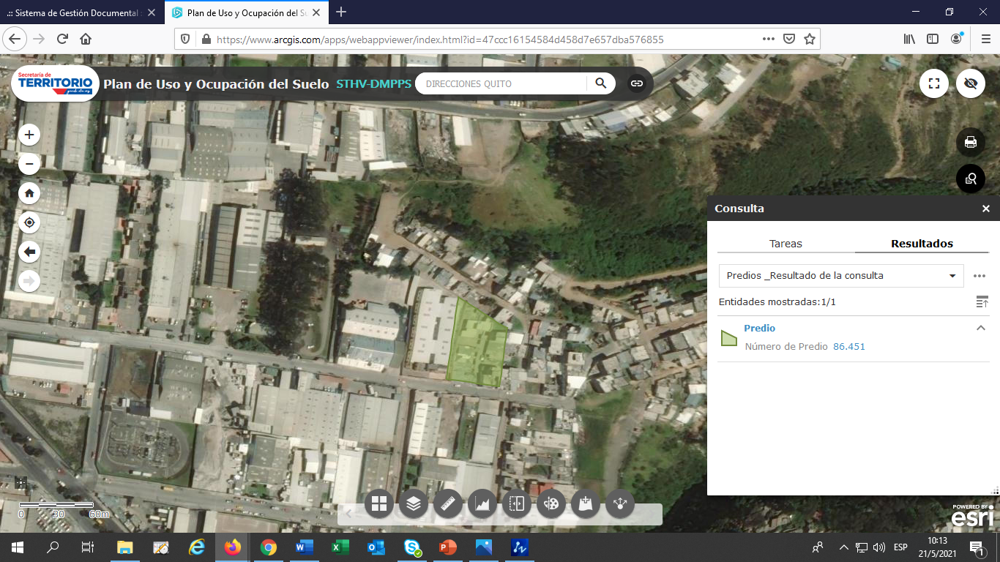 .:: Sistema de Gestión Documental
Plan de Uso y Ocupación del Su
https://www.arcgis.com/apps/webappviewer/index.html?id=47ccc16154584d458d7e657dba576855
Secretaría de
TERRITORIO
Plan de Uso y Ocupación del Suelo STHV-DMPPS
DIRECCIONES QUITO
Consulta
Tareas
Resultados
Predios _Resultado de la consulta
Entidades mostradas:1/1
Predio
Número de Predio 86.451
0 30 60m
POWERED BY
esri
ESP
10:13
21/5/2021
1